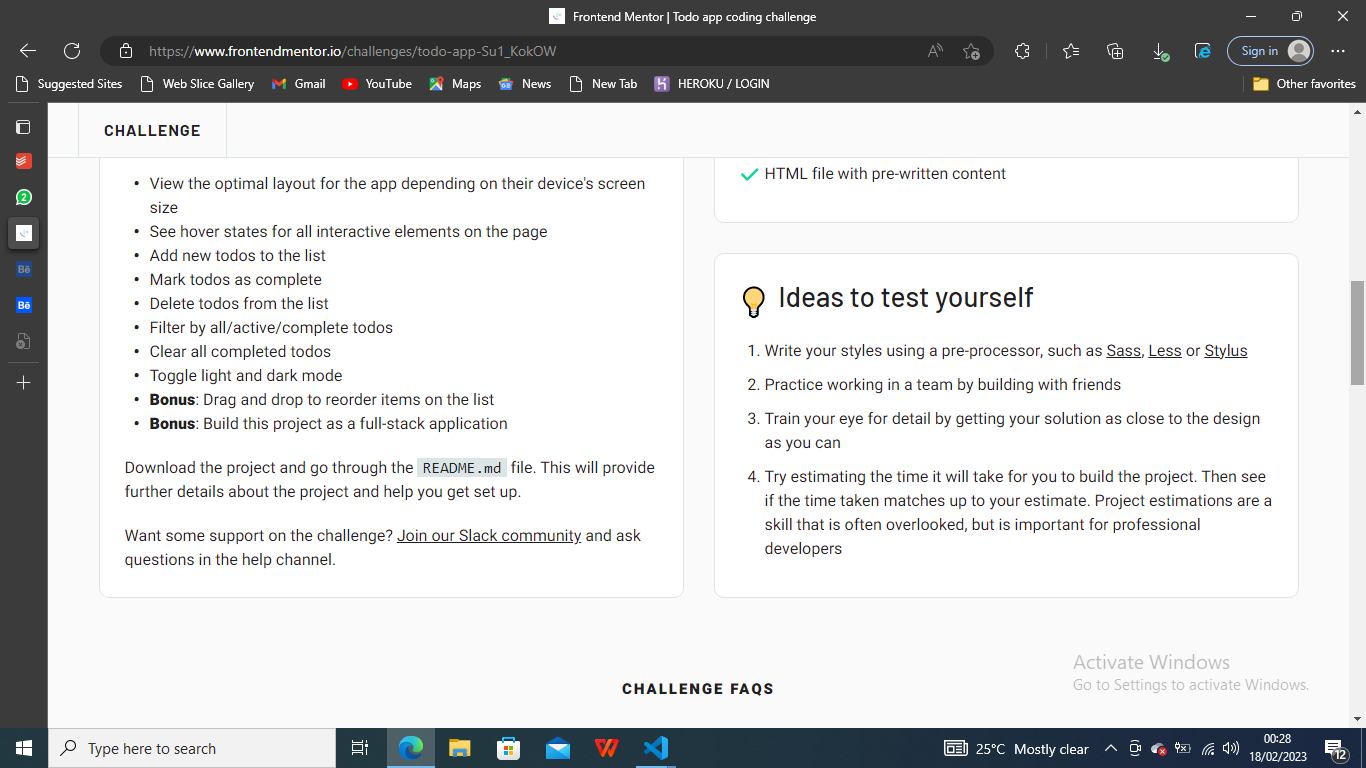 Frontend Mentor | Todo app coding challenge
https://www.frontendmentor.io/challenges/todo-app-Su1_KokOW
Sign in
Suggested Sites
Web Slice Gallery
Gmail
YouTube
Maps
News
New Tab
HEROKU / LOGIN
Other favorites
CHALLENGE
• View the optimal layout for the app depending on their device's screen
size
• See hover states for all interactive elements on the page
• Add new todos to the list
• Mark todos as complete
• Delete todos from the list
• Filter by all/active/complete todos
• Clear all completed todos
• Toggle light and dark mode
• Bonus: Drag and drop to reorder items on the list
• Bonus: Build this project as a full-stack application
Download the project and go through the README.md file. This will provide
further details about the project and help you get set up.
Want some support on the challenge? Join our Slack community and ask
questions in the help channel.
HTML file with pre-written content
Ideas to test yourself
1. Write your styles using a pre-processor, such as Sass, Less or Stylus
2. Practice working in a team by building with friends
3. Train your eye for detail by getting your solution as close to the design
as you can
4. Try estimating the time it will take for you to build the project. Then see
if the time taken matches up to your estimate. Project estimations are a
skill that is often overlooked, but is important for professional
developers
CHALLENGE FAQS
Activate Windows
Go to Settings to activate Windows.
2
Bē
Bē
Type here to search
25°C Mostly clear
00:28
18/02/2023
12